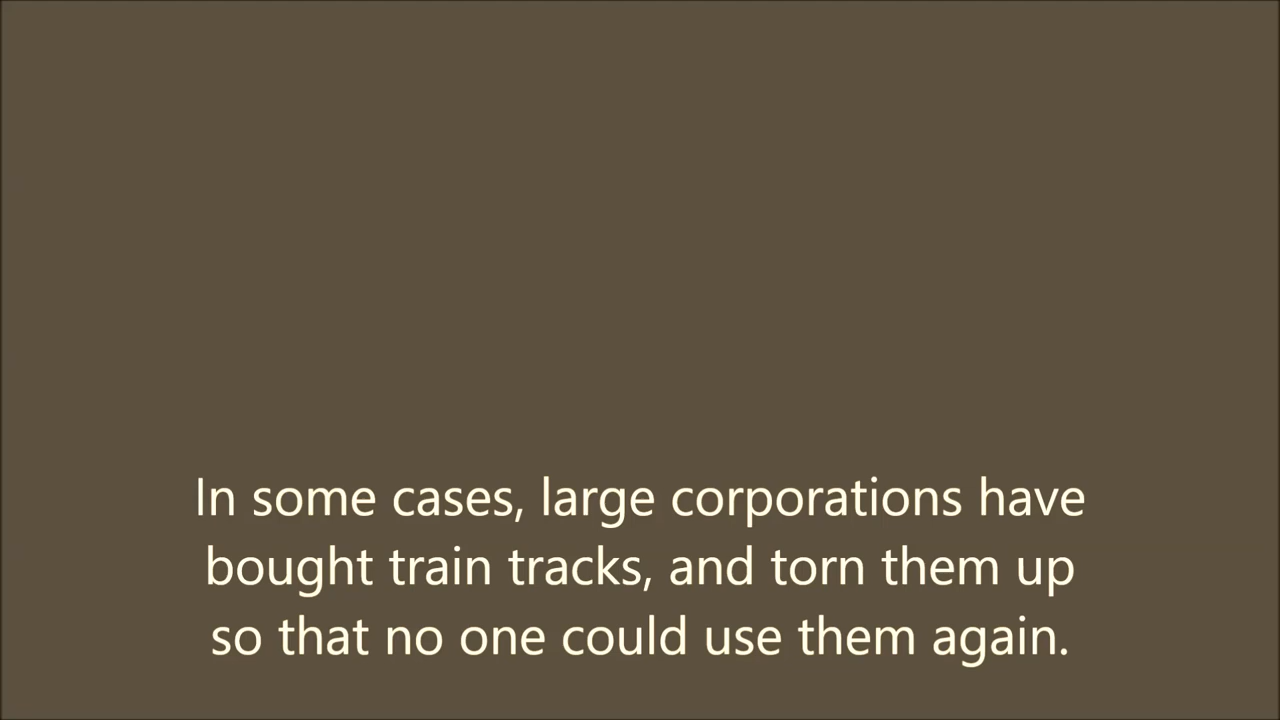 In some cases, large corporations have
bought train tracks, and torn them up
so that no one could use them again.